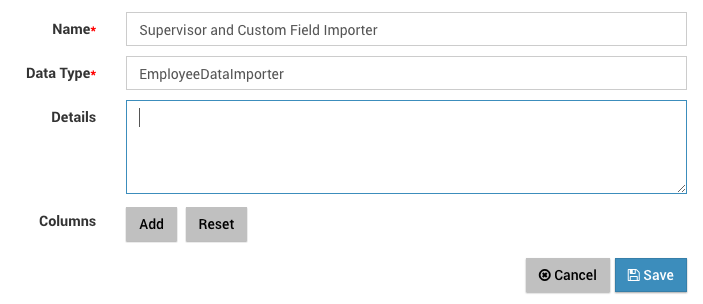 Name* Supervisor and Custom Field Importer
Data Type* EmployeeDataImporter
Details
Columns Add Reset
Cancel Save